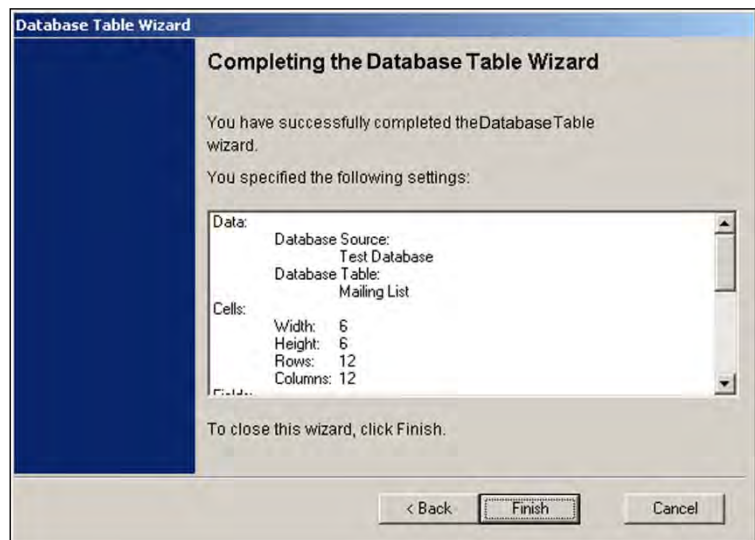 Database Table Wizard
Completing the Database Table Wizard
You have successfully completed theDatabaseTable
wizard.
You specified the following settings:
Data:
Database Source:
Test Database
Database Table:
Mailing List
Cells:
Width: 6
Height: 6
Rows: 12
Columns: 12
To close this wizard, click Finish.
< Back Finish Cancel